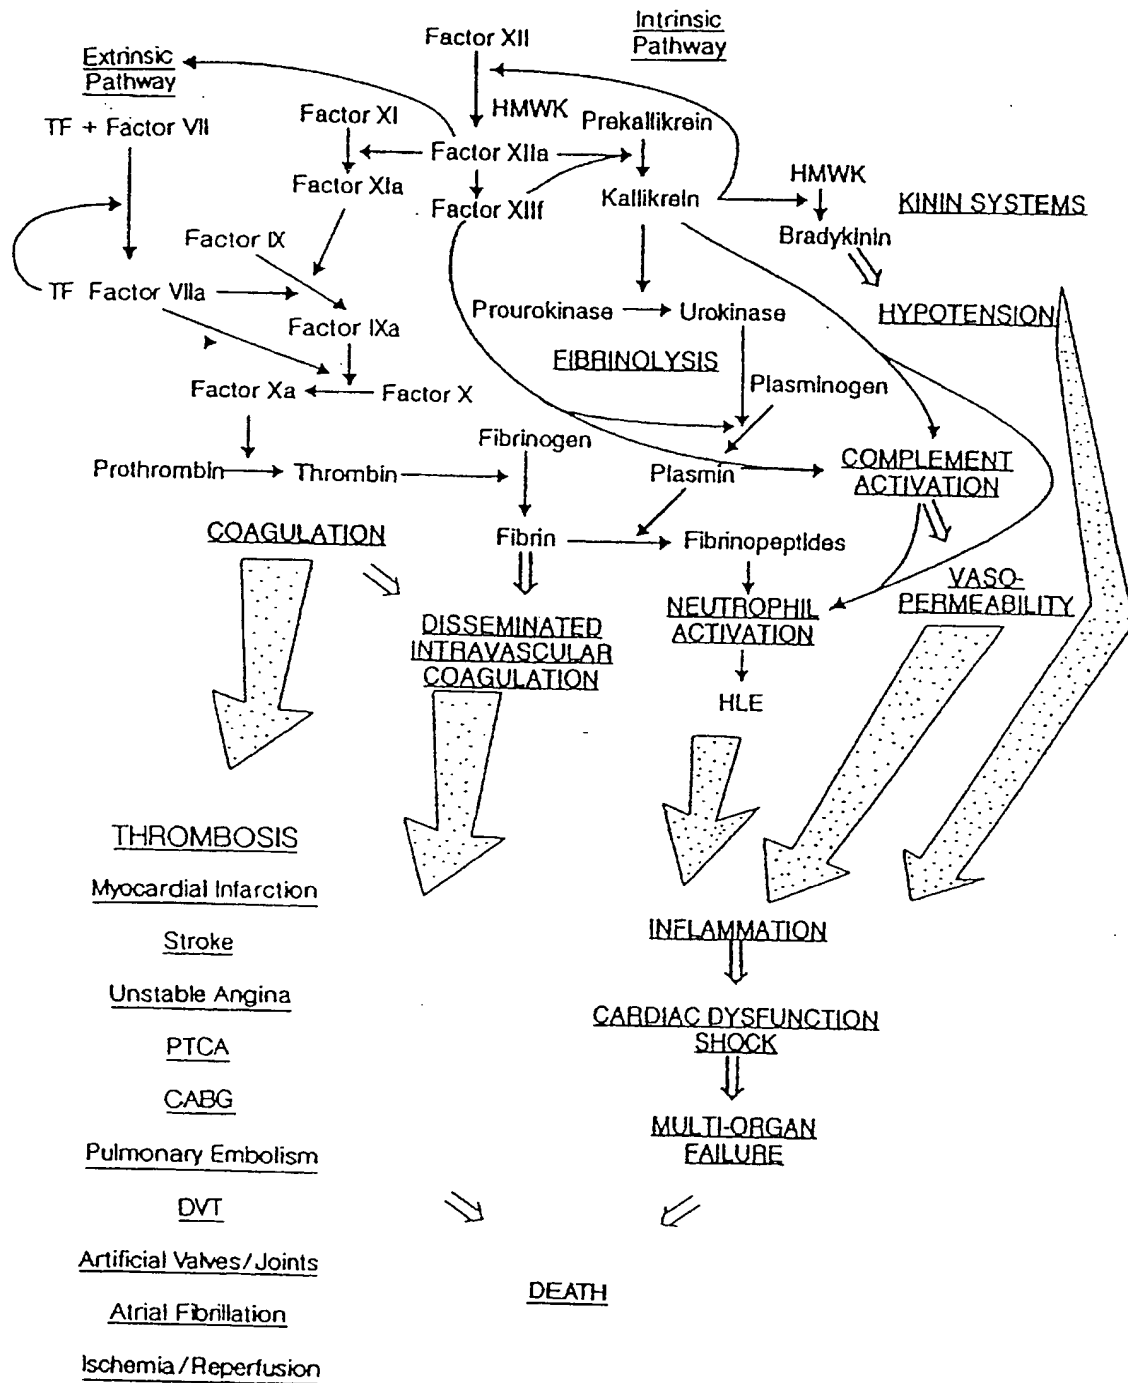 Intrinsic
Pathway
Factor XII
Extrinsic
Pathway
HMWK
Factor XI
Prekallikrein
TF + Factor VII
Factor XIIa
HMWK
Factor XIa
Kallikrein
KININ SYSTEMS
Factor XIIf
Bradykinin
Factor IX
TF Factor VIIa
Prourokinase
Urokinase
HYPOTENSION
Factor IXa
FIBRINOLYSIS
Plasminogen
Factor Xa
Factor X
Fibrinogen
COMPLEMENT
ACTIVATION
Prothrombin
Thrombin
Plasmin
COAGULATION
Fibrin
Fibrinopeptides
VASO-
PERMEABILITY
NEUTROPHIL
ACTIVATION
DISSEMINATED
INTRAVASCULAR
COAGULATION
HLE
THROMBOSIS
Myocardial Infarction
Stroke
Unstable Angina
PTCA
CABG
Pulmonary Embolism
DVT
Artificial Valves/Joints
Atrial Fibrillation
Ischemia/Reperfusion
INFLAMMATION
CARDIAC DYSFUNCTION
SHOCK
MULTI-ORGAN
FAILURE
DEATH